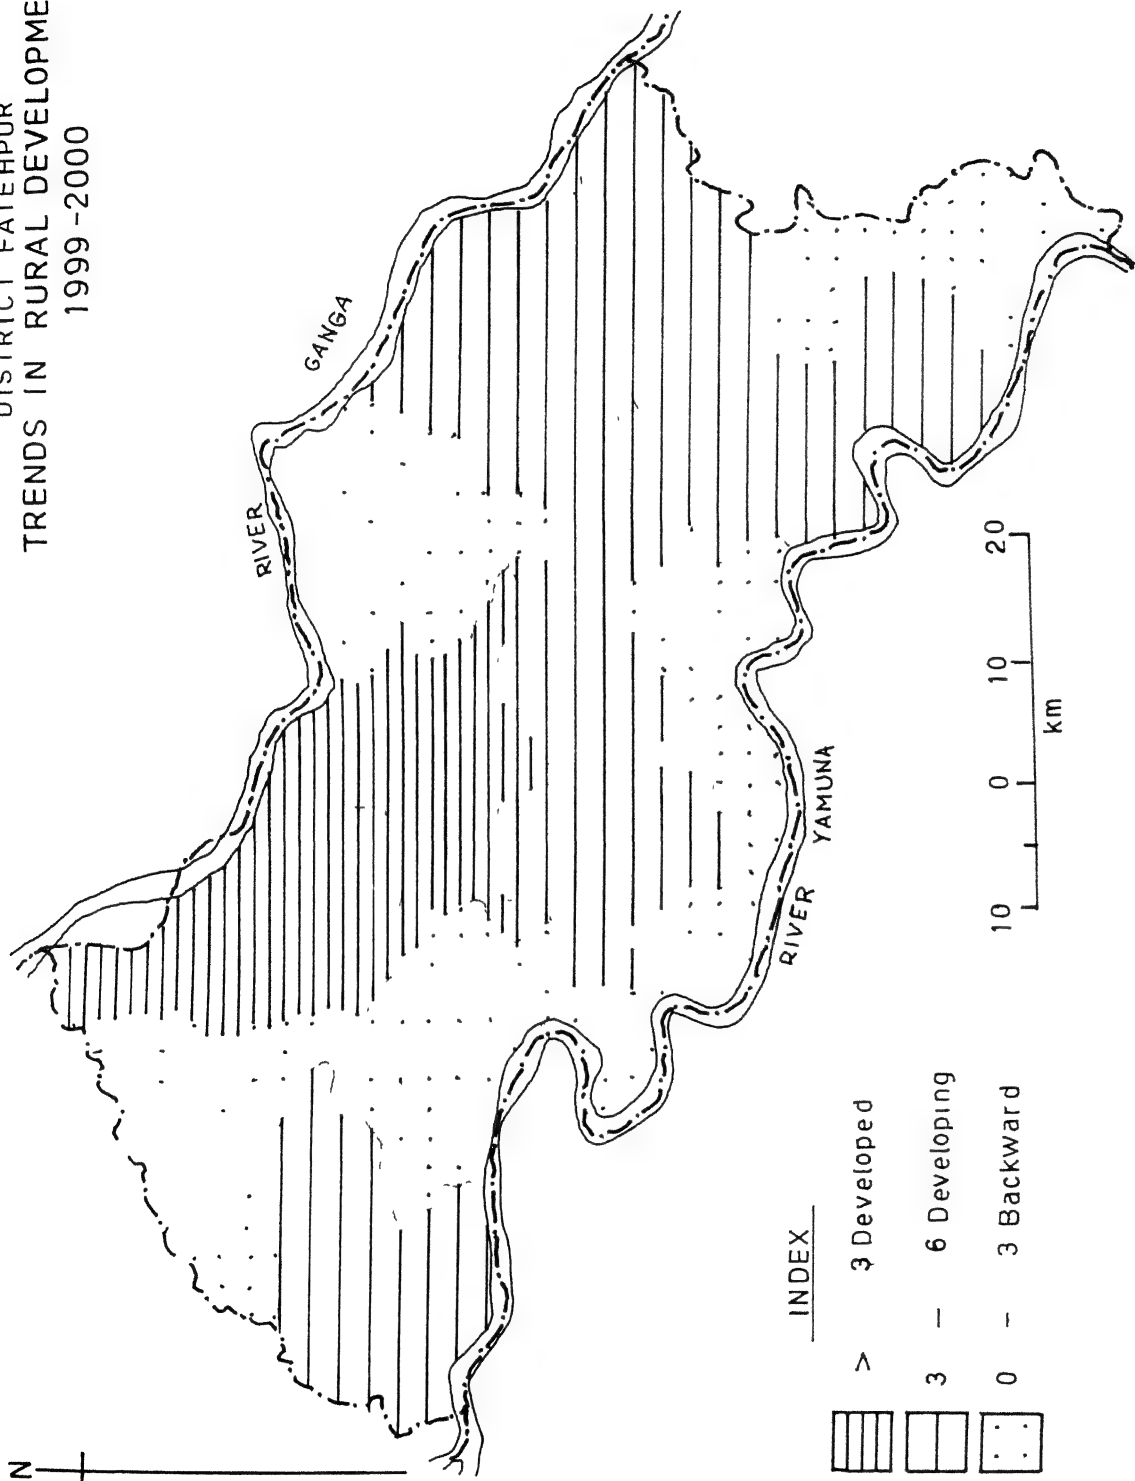 DISTRICT FATEHPUR
TRENDS IN RURAL DEVELOPME
1999-2000
N
RIVER GANGA
RIVER YAMUNA
10 0 10 20
km
INDEX
> 3 Developed
3 — 6 Developing
0 - 3 Backward